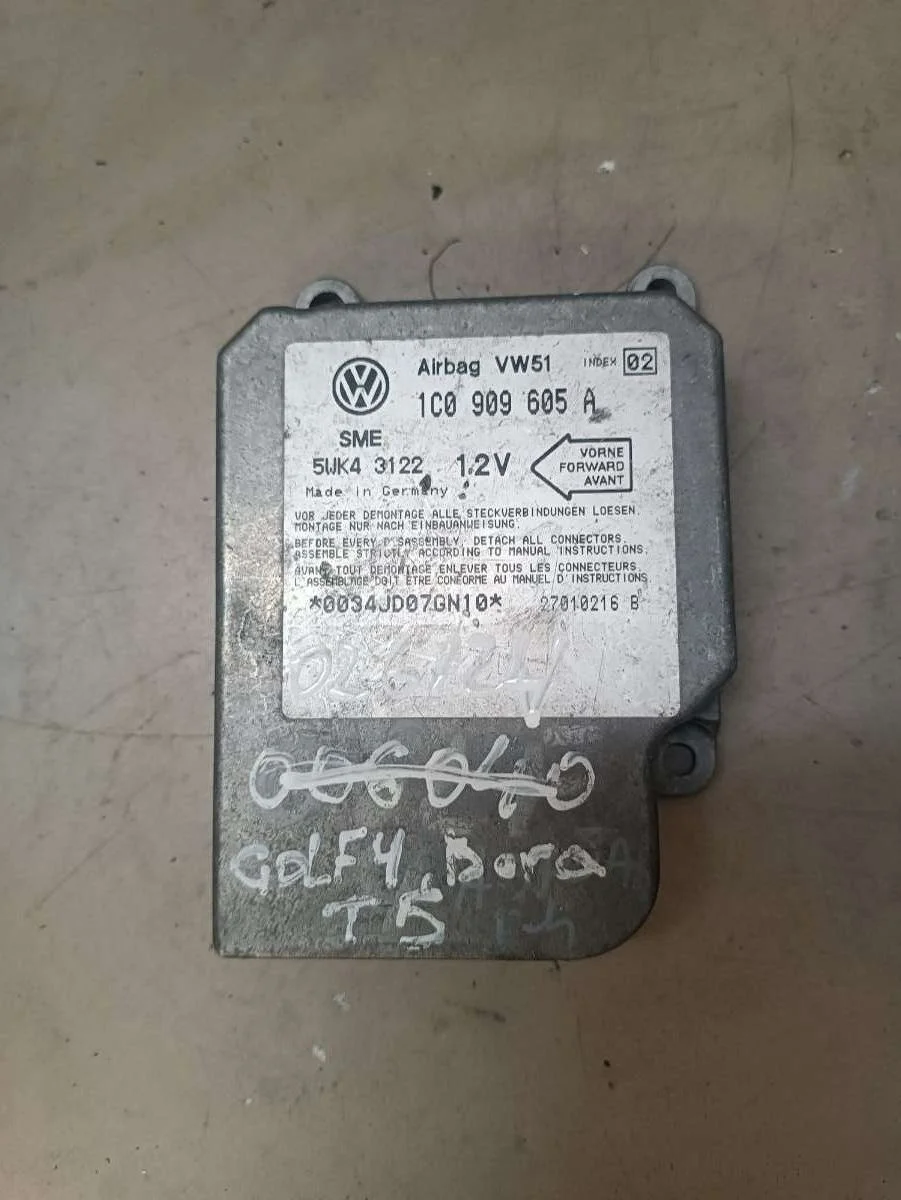 Airbag VW51 INDEX 02
1C0 909 605 A
SME
5WK4 3122 12V
VORNE
FORWARD
AVANT
Made in Germany
VOR JEDER DEMONTAGE ALLE STECKVERBINDUNGEN LOESEN.
MONTAGE NUR NACH EINBAUANWEISUNG.
BEFORE EVERY DISASSEMBLY, DETACH ALL CONNECTORS.
ASSEMBLE STRICTLY ACCORDING TO MANUAL INSTRUCTIONS.
AVANT TOUT DEMONTAGE ENLEVER TOUS LES CONNECTEURS.
L'ASSEMBLAGE DOIT ETRE CONFORME AU MANUEL D'INSTRUCTIONS
*0034JD07GN10* 27010216 B
006040
GOLF4, Bora
T5